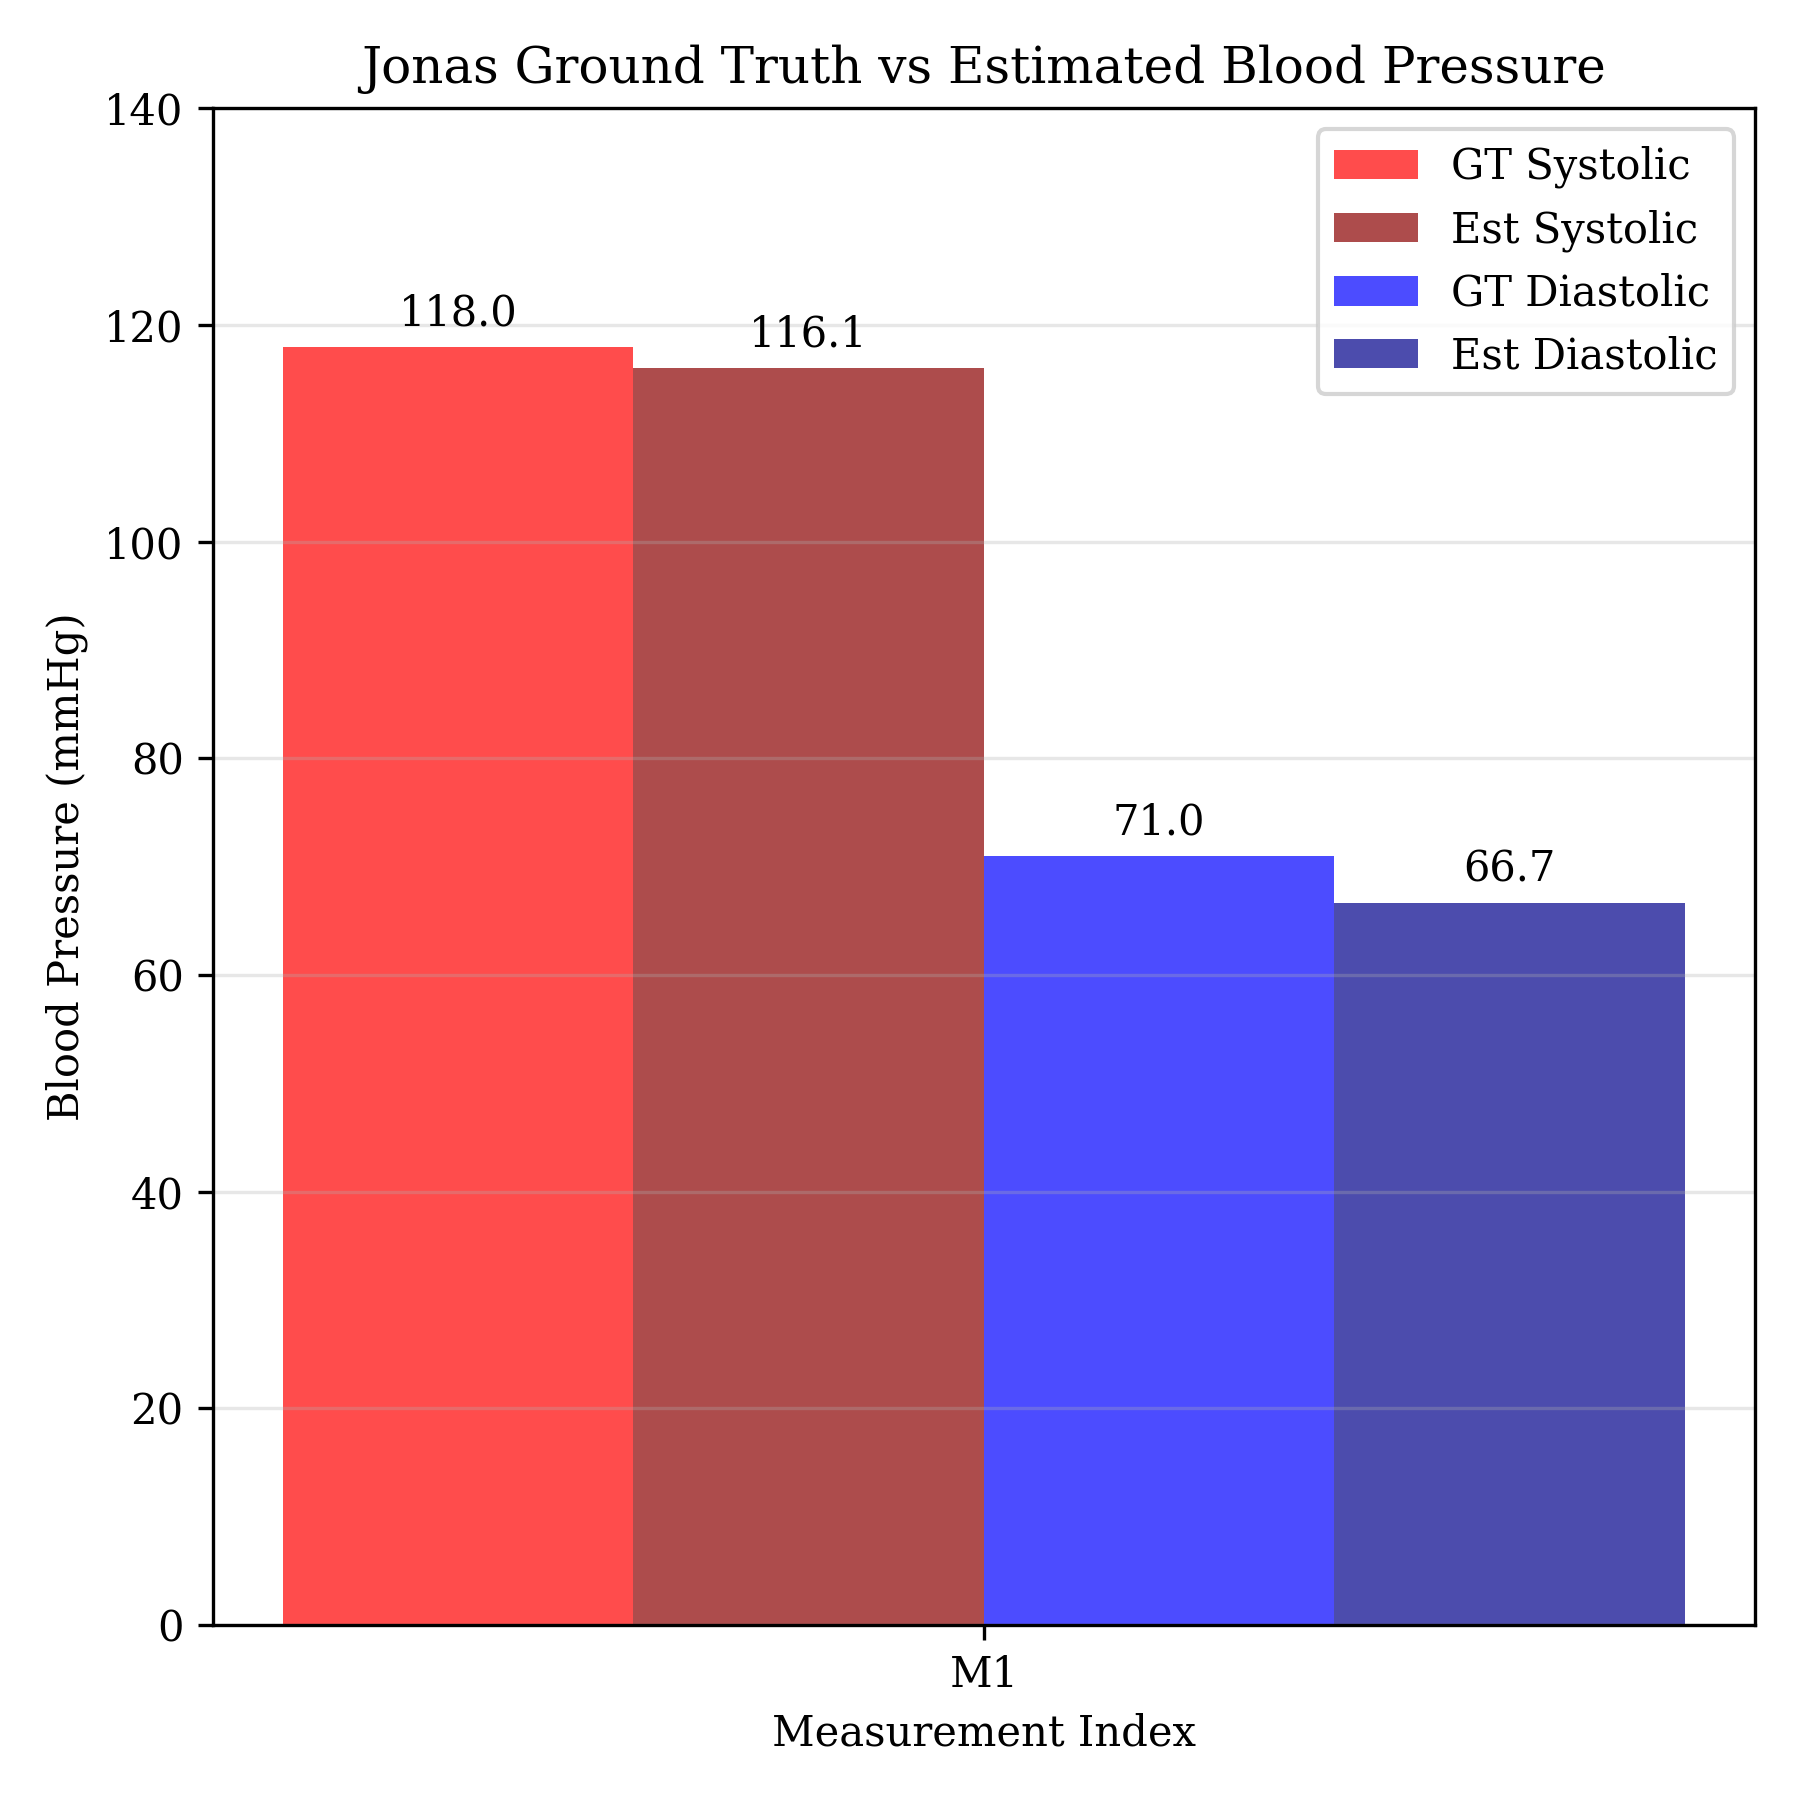 Jonas Ground Truth vs Estimated Blood Pressure
140
120
100
80
60
40
20
0
Blood Pressure (mmHg)
GT Systolic
Est Systolic
GT Diastolic
Est Diastolic
118.0
116.1
71.0
66.7
M1
Measurement Index